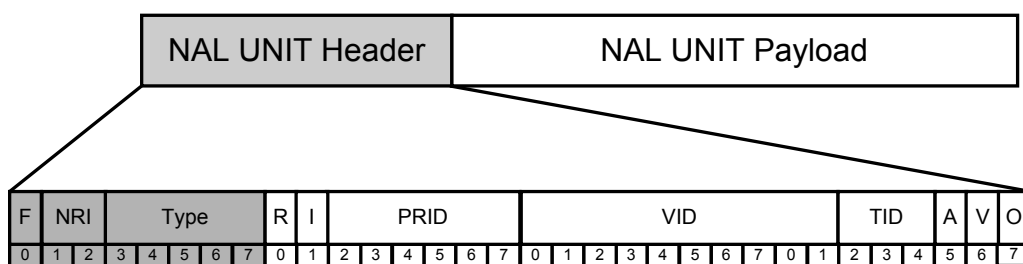 NAL UNIT Header NAL UNIT Payload
F NRI Type R I PRID VID TID A V O
0 1 2 3 4 5 6 7 0 1 2 3 4 5 6 7 0 1 2 3 4 5 6 7 0 1 2 3 4 5 6 7